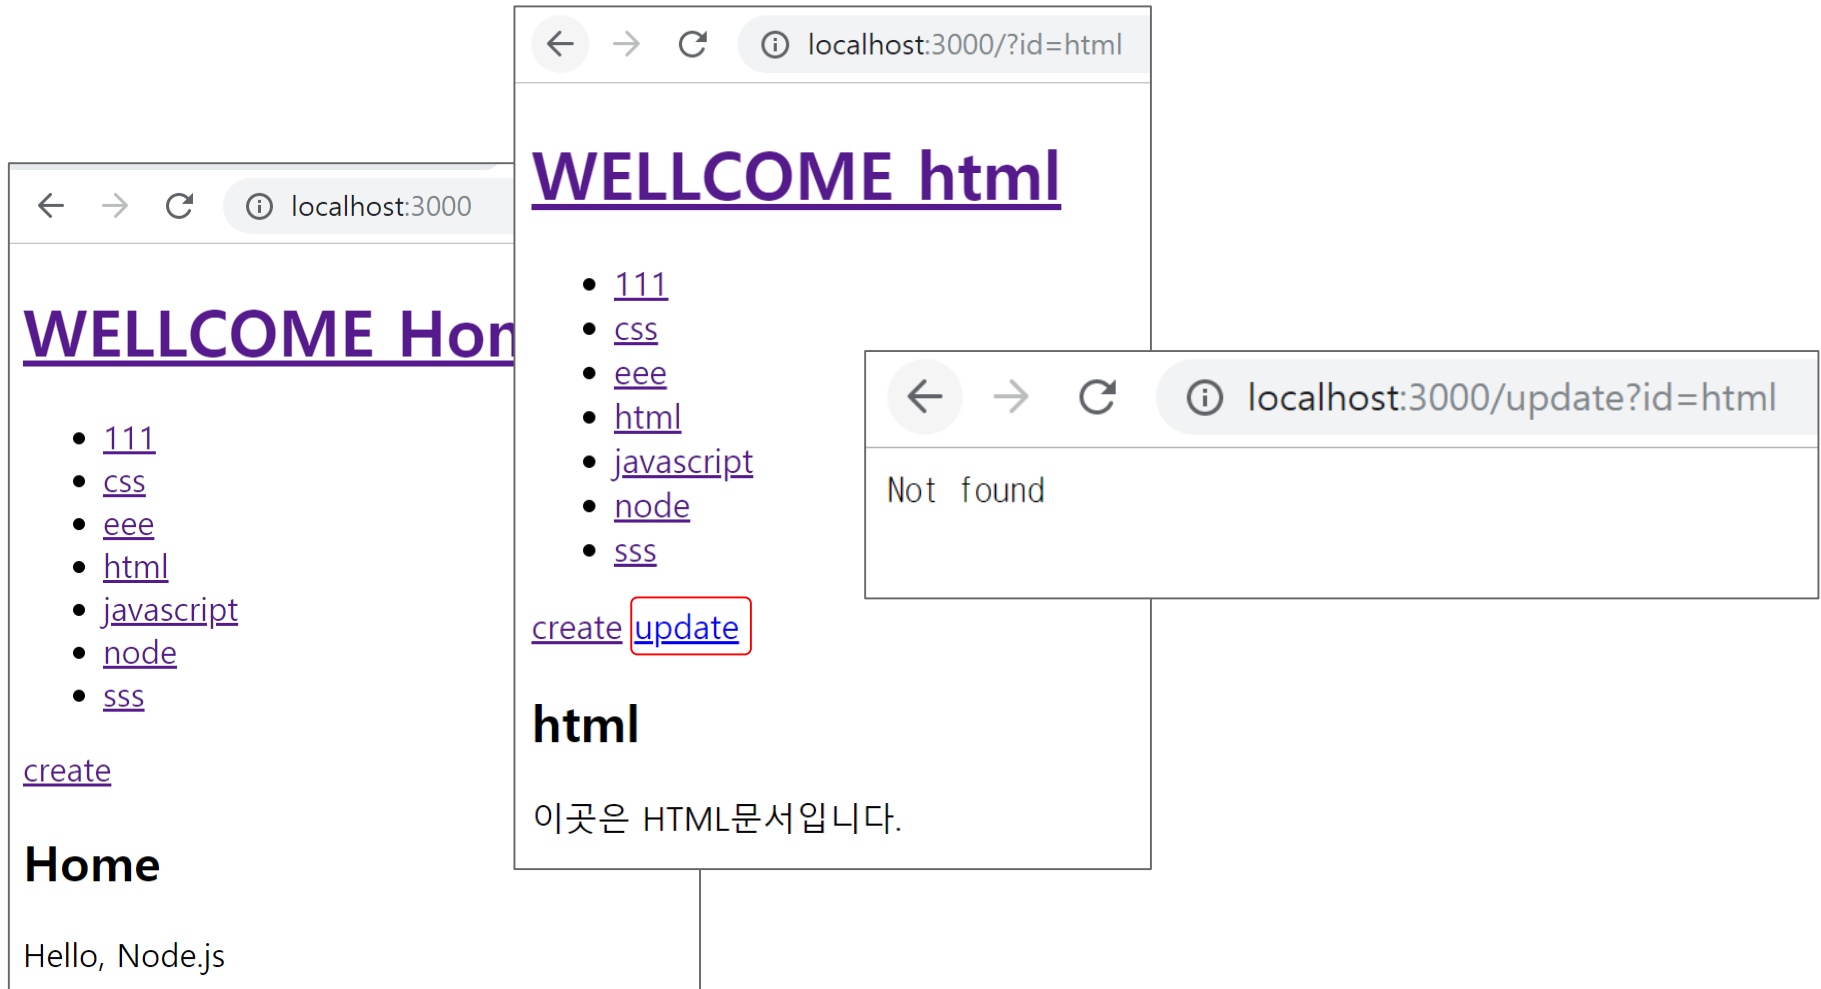 localhost:3000
WELLCOME Hom
111
css
eee
html
javascript
node
sss
create
Home
Hello, Node.js
localhost:3000/?id=html
WELLCOME html
111
css
eee
html
javascript
node
sss
create update
html
이곳은 HTML문서입니다.
localhost:3000/update?id=html
Not found